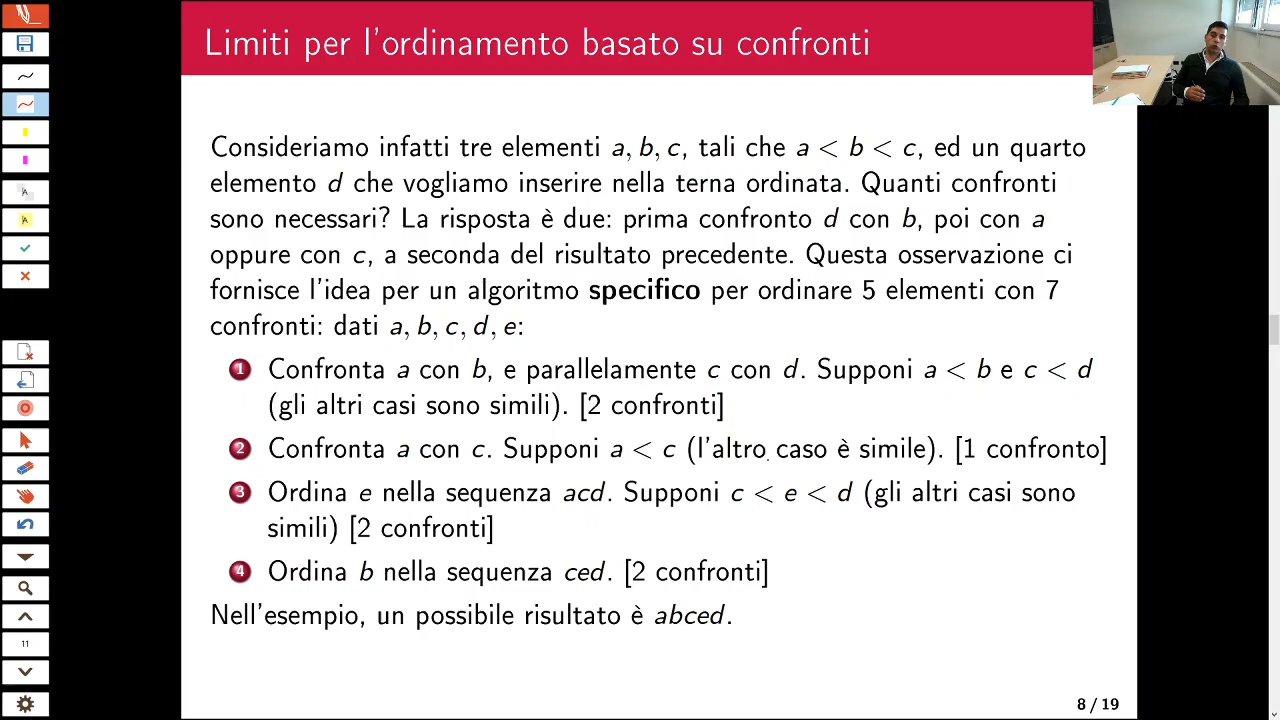 Limiti per l'ordinamento basato su confronti
Consideriamo infatti tre elementi a, b, c, tali che a < b < c, ed un quarto
elemento d che vogliamo inserire nella terna ordinata. Quanti confronti
sono necessari? La risposta è due: prima confronto d con b, poi con a
oppure con c, a seconda del risultato precedente. Questa osservazione ci
fornisce l'idea per un algoritmo specifico per ordinare 5 elementi con 7
confronti: dati a, b, c, d, e:
1 Confronta a con b, e parallelamente c con d. Supponi a < b e c < d
(gli altri casi sono simili). [2 confronti]
2 Confronta a con c. Supponi a < c (l'altro caso è simile). [1 confronto]
3 Ordina e nella sequenza acd. Supponi c < e < d (gli altri casi sono
simili) [2 confronti]
4 Ordina b nella sequenza ced. [2 confronti]
Nell'esempio, un possibile risultato è abced.
8 / 19
A
A
11